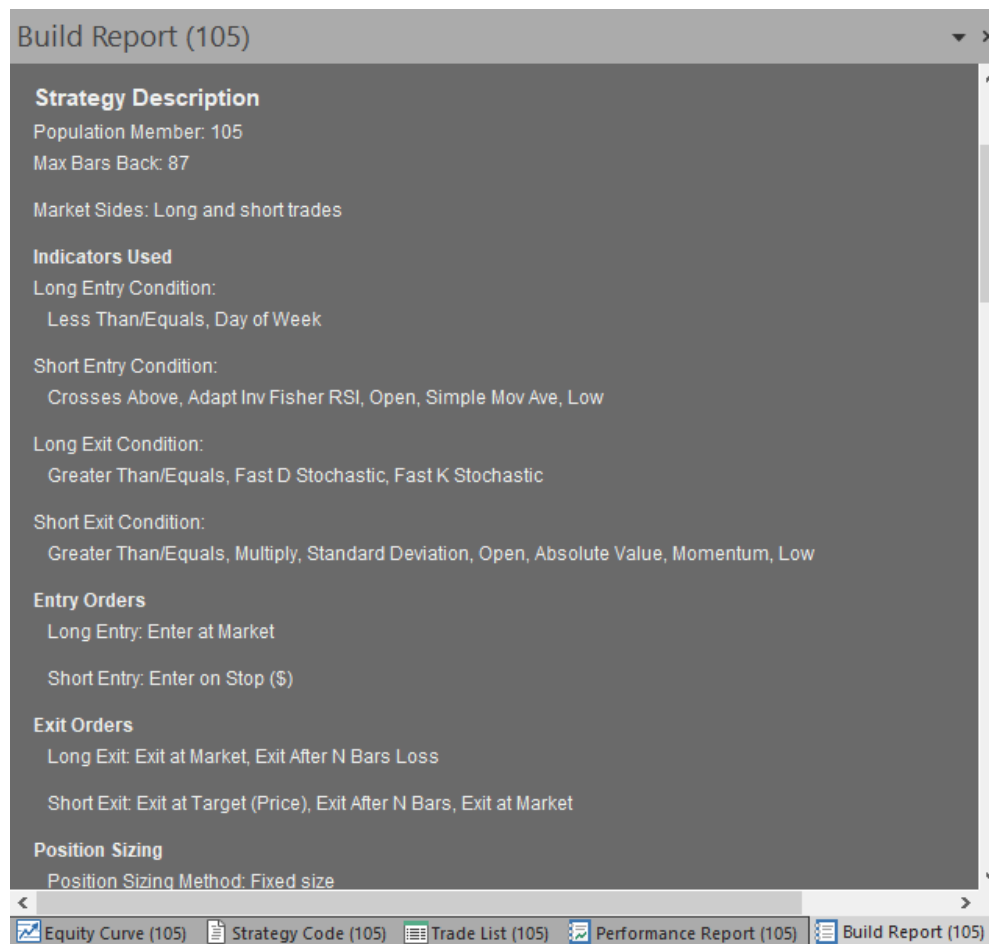 Build Report (105)
Strategy Description
Population Member: 105
Max Bars Back: 87
Market Sides: Long and short trades
Indicators Used
Long Entry Condition:
Less Than/Equals, Day of Week
Short Entry Condition:
Crosses Above, Adapt Inv Fisher RSI, Open, Simple Mov Ave, Low
Long Exit Condition:
Greater Than/Equals, Fast D Stochastic, Fast K Stochastic
Short Exit Condition:
Greater Than/Equals, Multiply, Standard Deviation, Open, Absolute Value, Momentum, Low
Entry Orders
Long Entry: Enter at Market
Short Entry: Enter on Stop ($)
Exit Orders
Long Exit: Exit at Market, Exit After N Bars Loss
Short Exit: Exit at Target (Price), Exit After N Bars, Exit at Market
Position Sizing
Position Sizing Method: Fixed size
Equity Curve (105) Strategy Code (105) Trade List (105) Performance Report (105) Build Report (105)